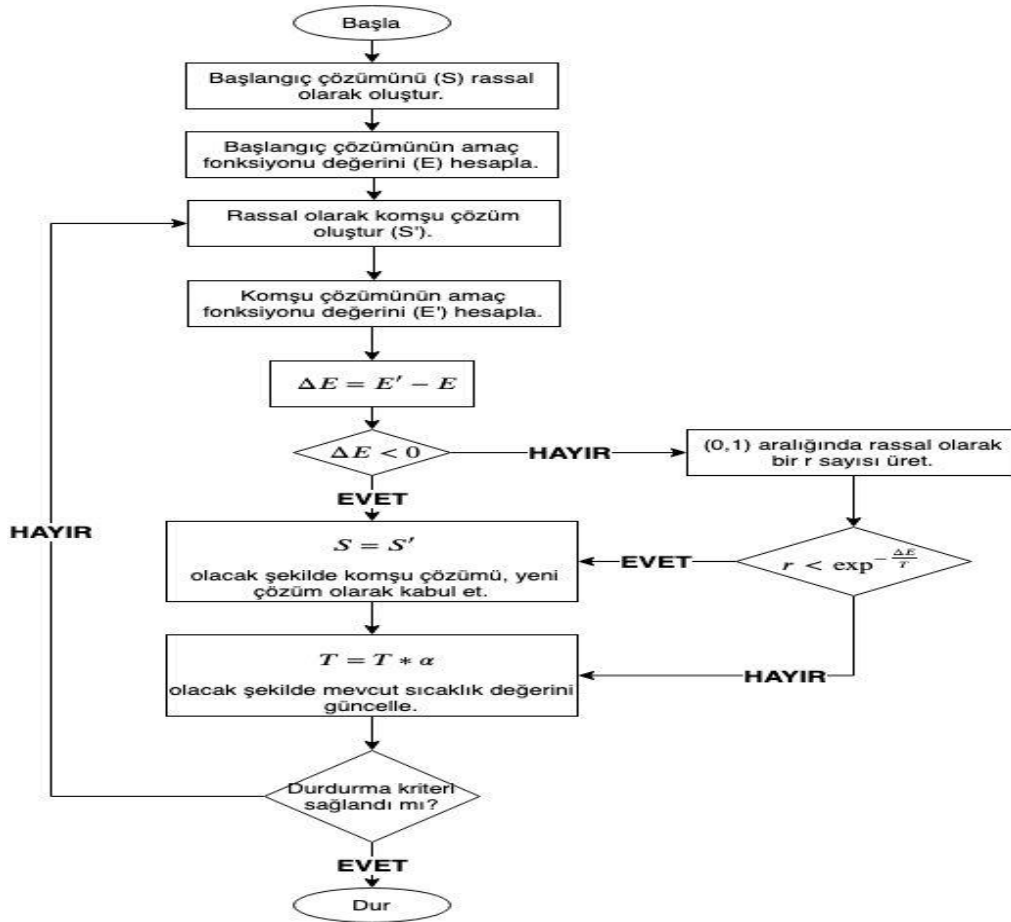 Başla
Başlangıç çözümünü (S) rassal
olarak oluştur.
Başlangıç çözümünün amaç
fonksiyonu değerini (E) hesapla.
Rassal olarak komşu çözüm
oluştur (S').
Komşu çözümünün amaç
fonksiyonu değerini (E') hesapla.
ΔE = E' − E
ΔE < 0
HAYIR
(0,1) aralığında rassal olarak
bir r sayısı üret.
EVET
HAYIR
S = S'
olacak şekilde komşu çözümü, yeni
çözüm olarak kabul et.
EVET
r < exp^{−ΔE/T}
T = T * α
olacak şekilde mevcut sıcaklık değerini
güncelle.
HAYIR
Durdurma kriteri
sağlandı mı?
EVET
Dur